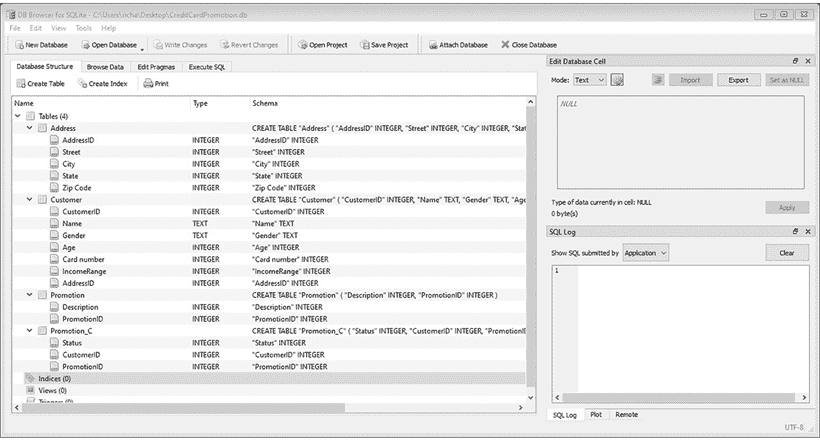 DB Browser for SQLite - C:\Users\richa\Desktop\CreditCardPromotion.db
File Edit View Tools Help
New Database Open Database Write Changes Revert Changes Open Project Save Project Attach Database Close Database
Database Structure Browse Data Edit Pragmas Execute SQL
Create Table Create Index Print
Name Type Schema
Tables (4)
Address CREATE TABLE "Address" ( "AddressID" INTEGER, "Street" INTEGER, "City" INTEGER, "Stat
AddressID INTEGER "AddressID" INTEGER
Street INTEGER "Street" INTEGER
City INTEGER "City" INTEGER
State INTEGER "State" INTEGER
Zip Code INTEGER "Zip Code" INTEGER
Customer CREATE TABLE "Customer" ( "CustomerID" INTEGER, "Name" TEXT, "Gender" TEXT, "Age
CustomerID INTEGER "CustomerID" INTEGER
Name TEXT "Name" TEXT
Gender TEXT "Gender" TEXT
Age INTEGER "Age" INTEGER
Card number INTEGER "Card number" INTEGER
IncomeRange INTEGER "IncomeRange" INTEGER
AddressID INTEGER "AddressID" INTEGER
Promotion CREATE TABLE "Promotion" ( "Description" INTEGER, "PromotionID" INTEGER )
Description INTEGER "Description" INTEGER
PromotionID INTEGER "PromotionID" INTEGER
Promotion_C CREATE TABLE "Promotion_C" ( "Status" INTEGER, "CustomerID" INTEGER, "PromotionI
Status INTEGER "Status" INTEGER
CustomerID INTEGER "CustomerID" INTEGER
PromotionID INTEGER "PromotionID" INTEGER
Indices (0)
Views (0)
Triggers (0)
Edit Database Cell
Mode: Text Import Export Set as NULL
NULL
Type of data currently in cell: NULL
0 byte(s)
Apply
SQL Log
Show SQL submitted by Application Clear
1
SQL Log Plot Remote
UTF-8